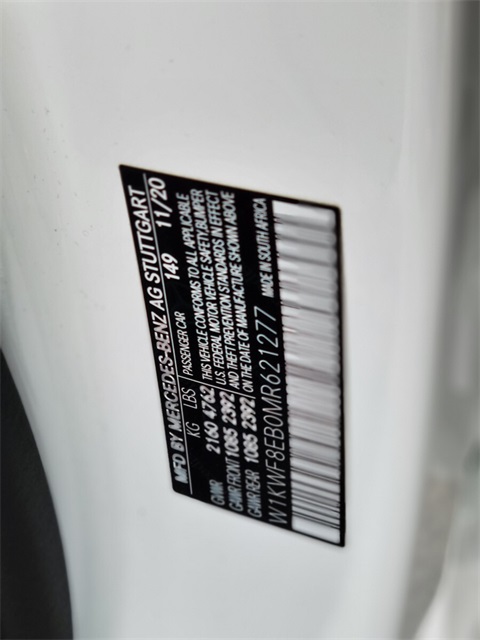 MFG BY MERCEDES-BENZ AG STUTTGART
149 11/20
KG LBS PASSENGER CAR
GVWR 2160 4762 THIS VEHICLE CONFORMS TO ALL APPLICABLE
GAWR FRONT 1085 2392 U.S. FEDERAL MOTOR VEHICLE SAFETY, BUMPER
GAWR REAR 1085 2392 AND THEFT PREVENTION STANDARDS IN EFFECT
ON THE DATE OF MANUFACTURE SHOWN ABOVE
W1KWF8EB0MR621277 MADE IN SOUTH AFRICA